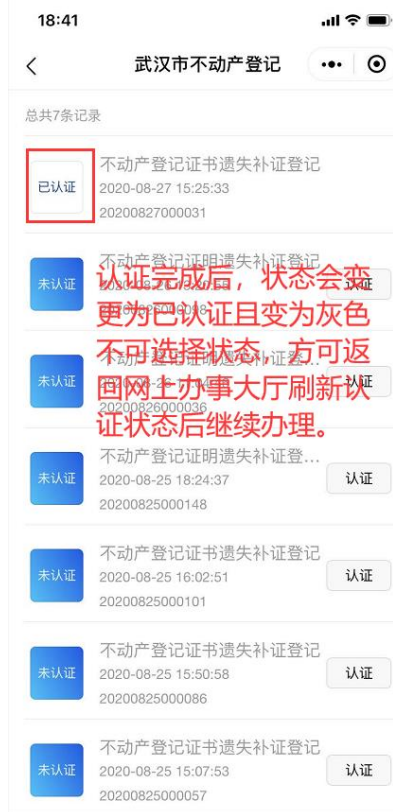 18:41
武汉市不动产登记
总共7条记录
不动产登记证书遗失补证登记
已认证
2020-08-27 15:25:33
20200827000031
不动产登记证明遗失补证登记
未认证
认证
认证完成后，状态会变
更为已认证且变为灰色
不可选择状态，方可返
回网上办事大厅刷新认
证状态后继续办理。
未认证
认证
20200826000036
不动产登记证明遗失补证登...
未认证
2020-08-25 18:24:37
认证
20200825000148
不动产登记证书遗失补证登记
未认证
2020-08-25 16:02:51
认证
20200825000101
不动产登记证书遗失补证登记
未认证
2020-08-25 15:50:58
认证
20200825000086
不动产登记证书遗失补证登记
未认证
2020-08-25 15:07:53
认证
20200825000057